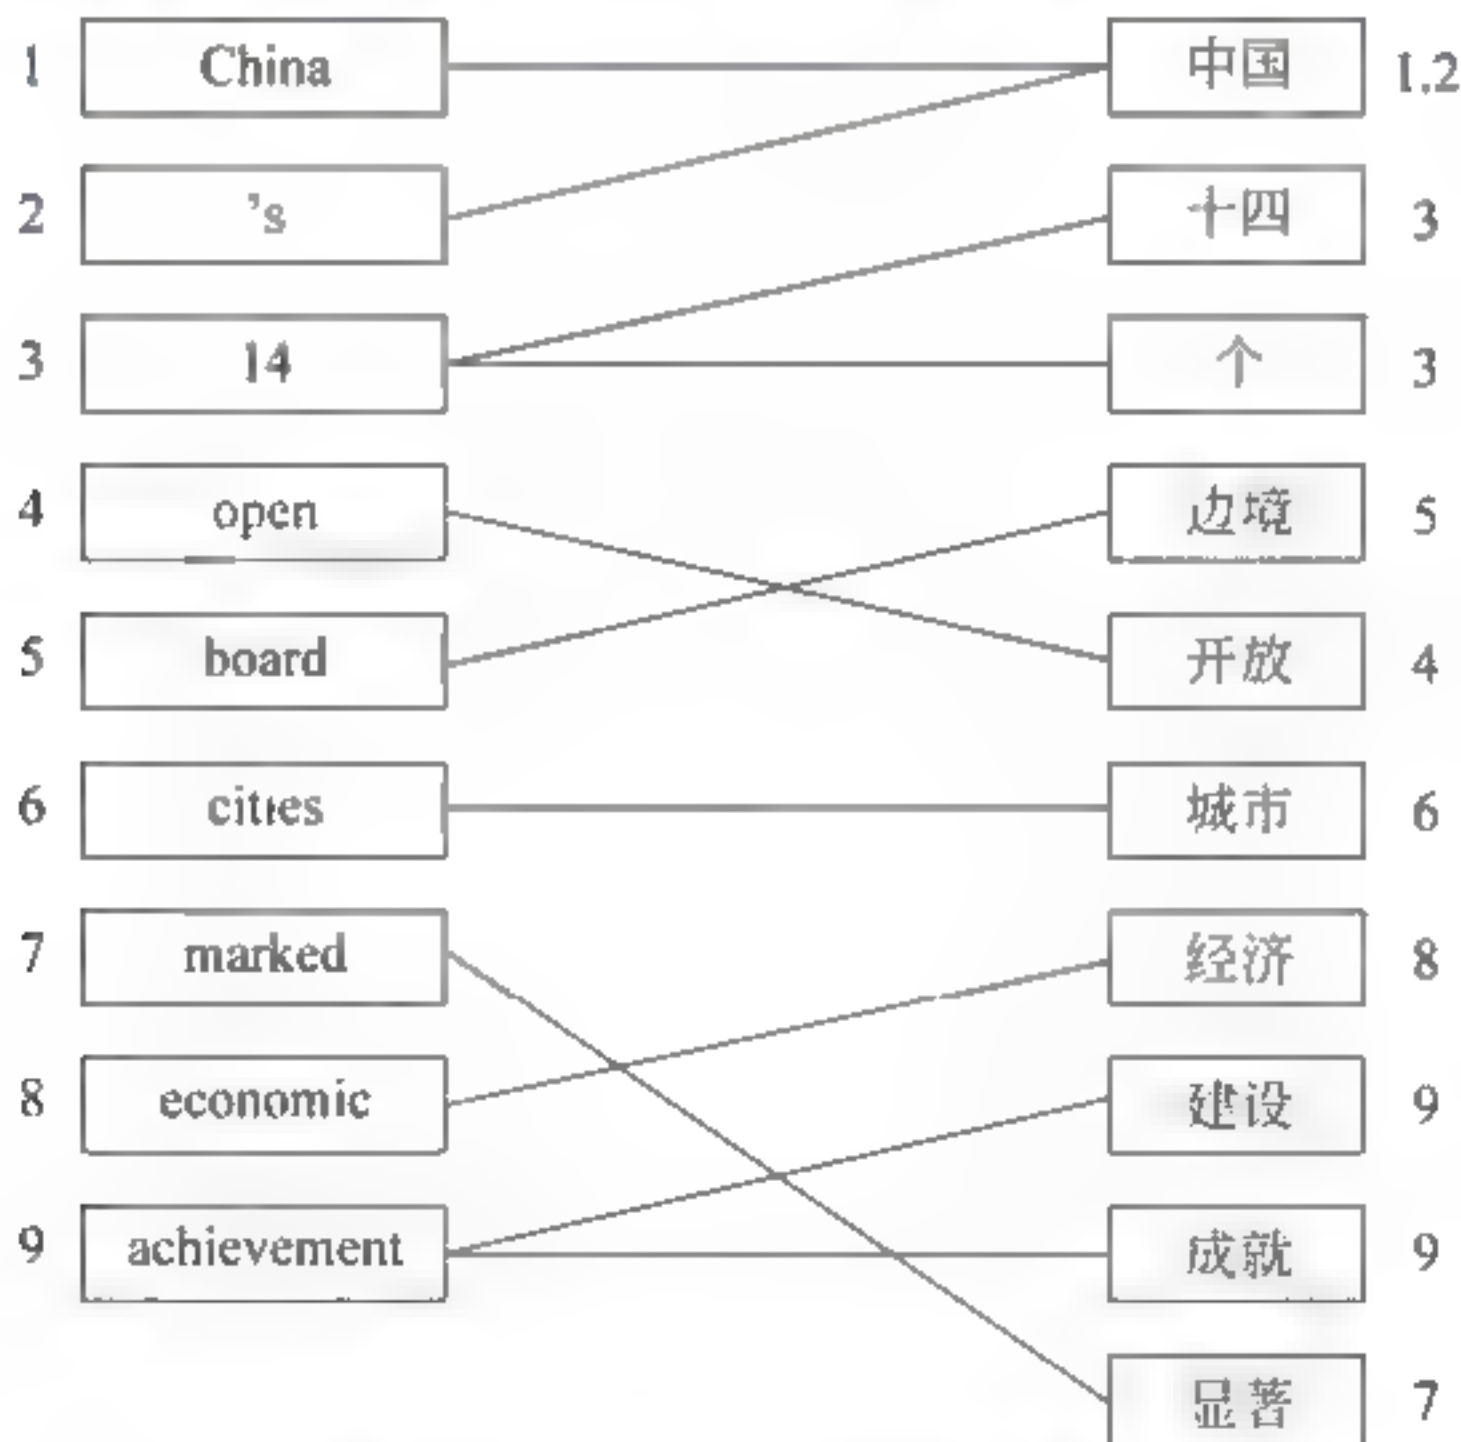 1 China 中国 1,2
2 's 十四 3
3 14 个 3
4 open 边境 5
5 board 开放 4
6 cities 城市 6
7 marked 经济 8
8 economic 建设 9
9 achievement 成就 9
显著 7